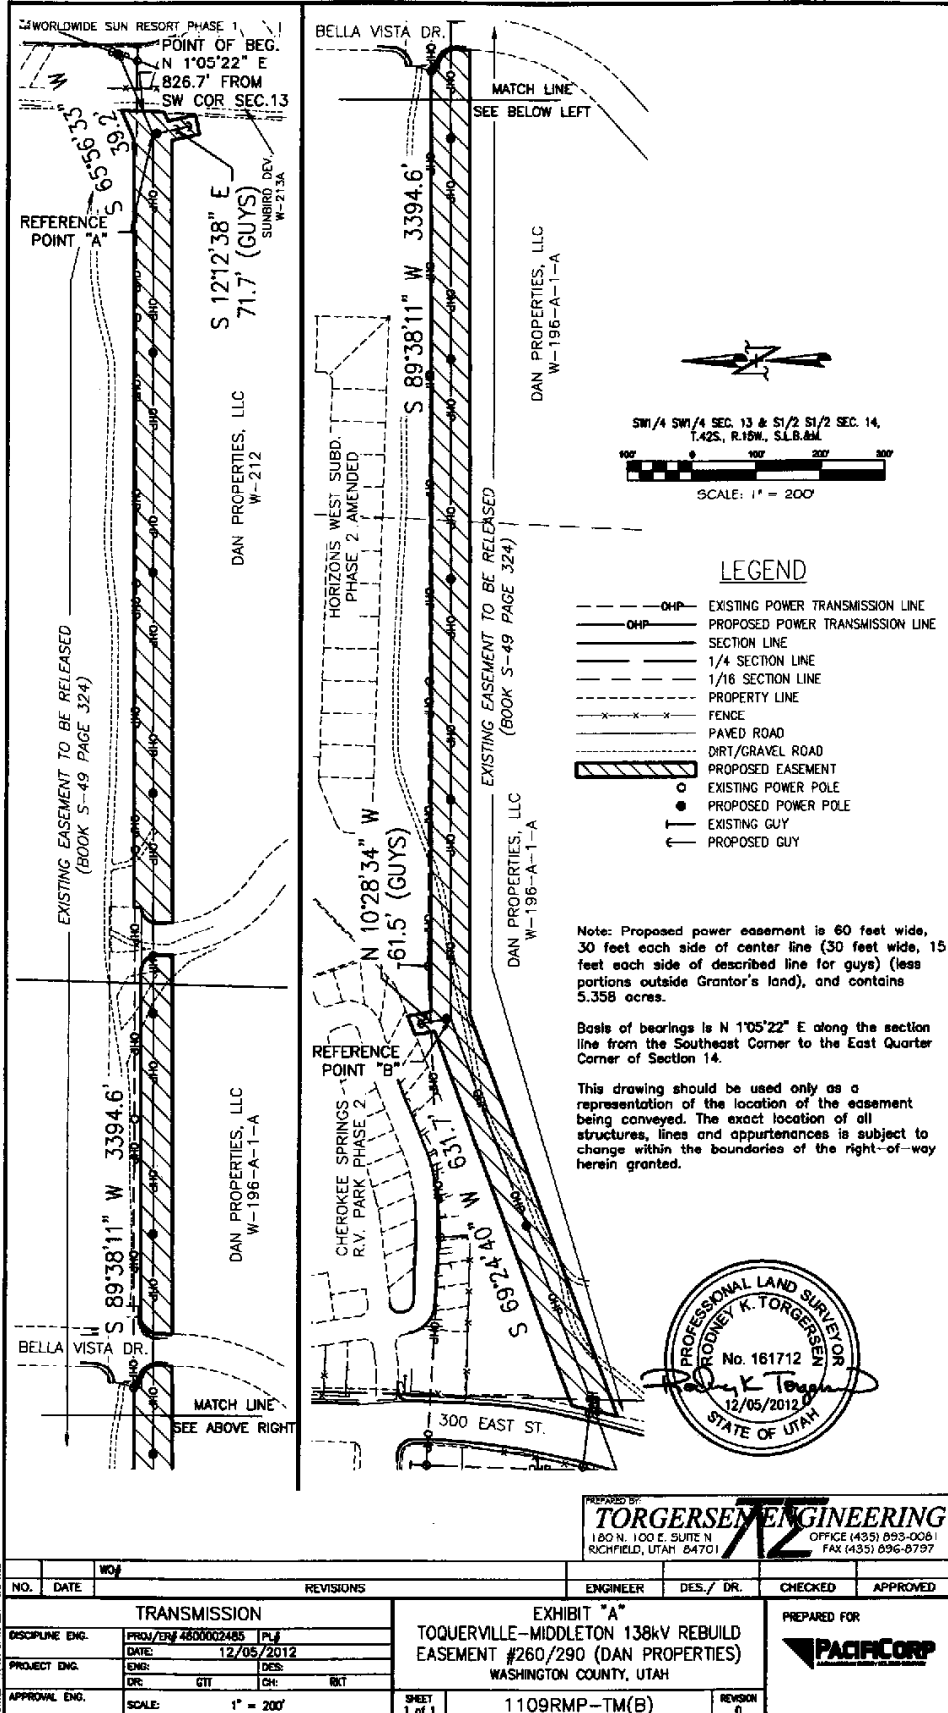 WORLDWIDE SUN RESORT PHASE 1
POINT OF BEG.
N 1°05'22" E
826.7' FROM
SW COR SEC.13
S 65°56'33" W
39.2'
REFERENCE
POINT "A"
S 12°12'38" E
71.7' (GUYS)
SUNBIRD DEV.
W-213A
DAN PROPERTIES, LLC
W-212
EXISTING EASEMENT TO BE RELEASED
(BOOK S-49 PAGE 324)
S 89°38'11" W 3394.6'
DAN PROPERTIES, LLC
W-196-A-1-A
BELLA VISTA DR.
MATCH LINE
SEE ABOVE RIGHT
BELLA VISTA DR.
MATCH LINE
SEE BELOW LEFT
S 89°38'11" W 3394.6'
DAN PROPERTIES, LLC
W-196-A-1-A
HORIZONS WEST SUBD.
PHASE 2 AMENDED
EXISTING EASEMENT TO BE RELEASED
(BOOK S-49 PAGE 324)
N 10°28'34" W
61.5' (GUYS)
DAN PROPERTIES, LLC
W-196-A-1-A
REFERENCE
POINT "B"
CHEROKEE SPRINGS
R.V. PARK PHASE 2
S 69°24'40" W 631.7'
300 EAST ST.
SW1/4 SW1/4 SEC. 13 & S1/2 S1/2 SEC. 14,
T.42S., R.15W., S.L.B.&M.
100' 0 100' 200' 300'
SCALE: 1" = 200'
LEGEND
OHP EXISTING POWER TRANSMISSION LINE
OHP PROPOSED POWER TRANSMISSION LINE
SECTION LINE
1/4 SECTION LINE
1/16 SECTION LINE
PROPERTY LINE
FENCE
PAVED ROAD
DIRT/GRAVEL ROAD
PROPOSED EASEMENT
EXISTING POWER POLE
PROPOSED POWER POLE
EXISTING GUY
PROPOSED GUY
Note: Proposed power easement is 60 feet wide,
30 feet each side of center line (30 feet wide, 15
feet each side of described line for guys) (less
portions outside Grantor's land), and contains
5.358 acres.
Basis of bearings is N 1°05'22" E along the section
line from the Southeast Corner to the East Quarter
Corner of Section 14.
This drawing should be used only as a
representation of the location of the easement
being conveyed. The exact location of all
structures, lines and appurtenances is subject to
change within the boundaries of the right-of-way
herein granted.
PROFESSIONAL LAND SURVEYOR
RODNEY K. TORGERSEN
No. 161712
Rodney K Torgersen
12/05/2012
STATE OF UTAH
PREPARED BY:
TORGERSEN ENGINEERING
180 N. 100 E. SUITE N OFFICE (435) 893-0081
RICHFIELD, UTAH 84701 FAX (435) 896-8797
WO#
NO. DATE REVISIONS ENGINEER DES./ DR. CHECKED APPROVED
TRANSMISSION
DISCIPLINE ENG. PROJ/ER# 4600002485 PL#
DATE: 12/05/2012
PROJECT ENG. ENG: DES:
DR: GTT CH: RKT
APPROVAL ENG. SCALE: 1" = 200'
EXHIBIT "A"
TOQUERVILLE-MIDDLETON 138kV REBUILD
EASEMENT #260/290 (DAN PROPERTIES)
WASHINGTON COUNTY, UTAH
SHEET
1 of 1
1109RMP-TM(B)
REVISION
0
PREPARED FOR
PACIFICORP